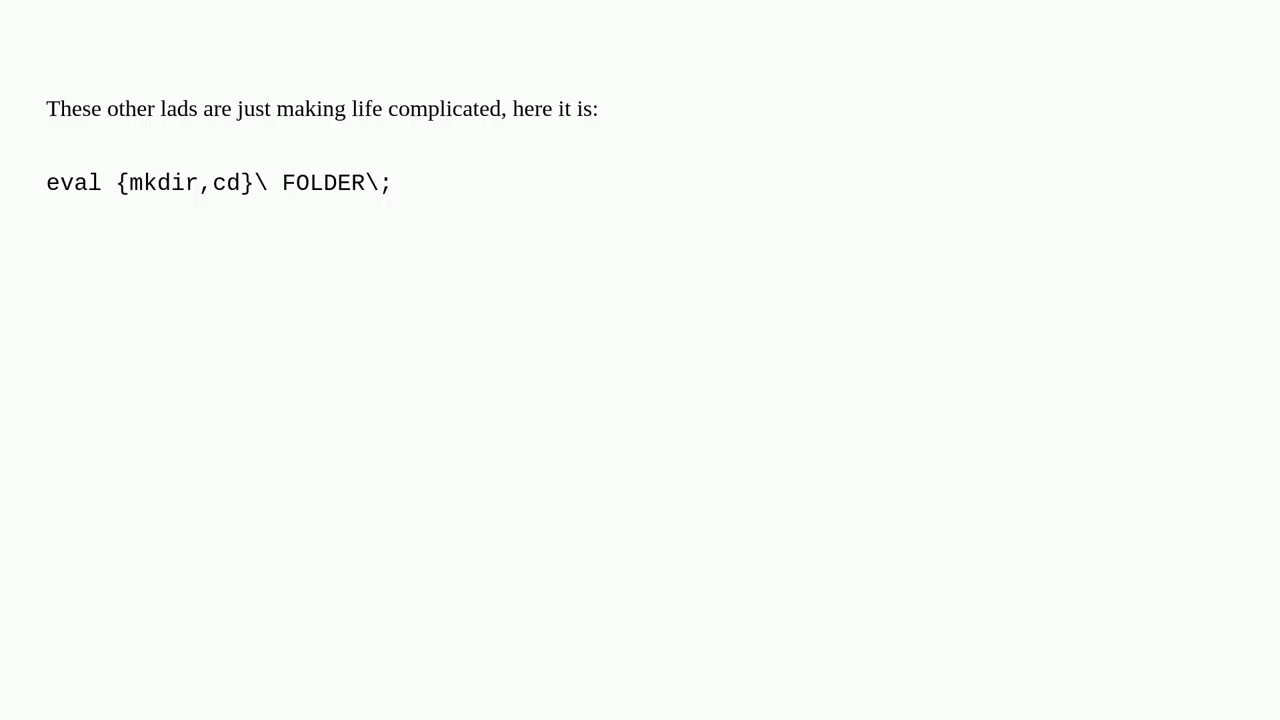 These other lads are just making life complicated, here it is:
eval {mkdir,cd}\ FOLDER\;